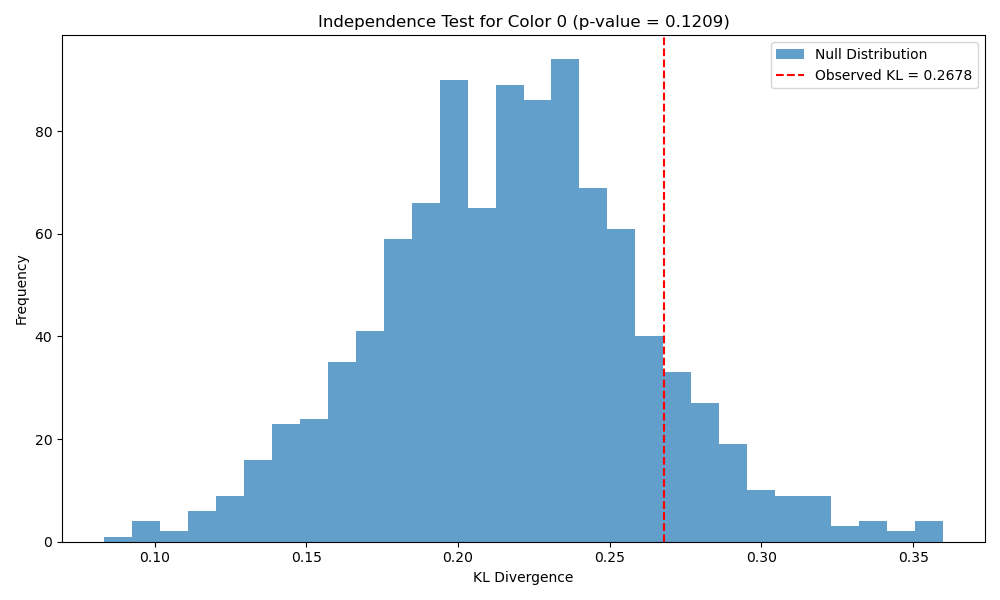 Independence Test for Color 0 (p-value = 0.1209)
Null Distribution
Observed KL = 0.2678
Frequency
80
60
40
20
0
0.10 0.15 0.20 0.25 0.30 0.35
KL Divergence